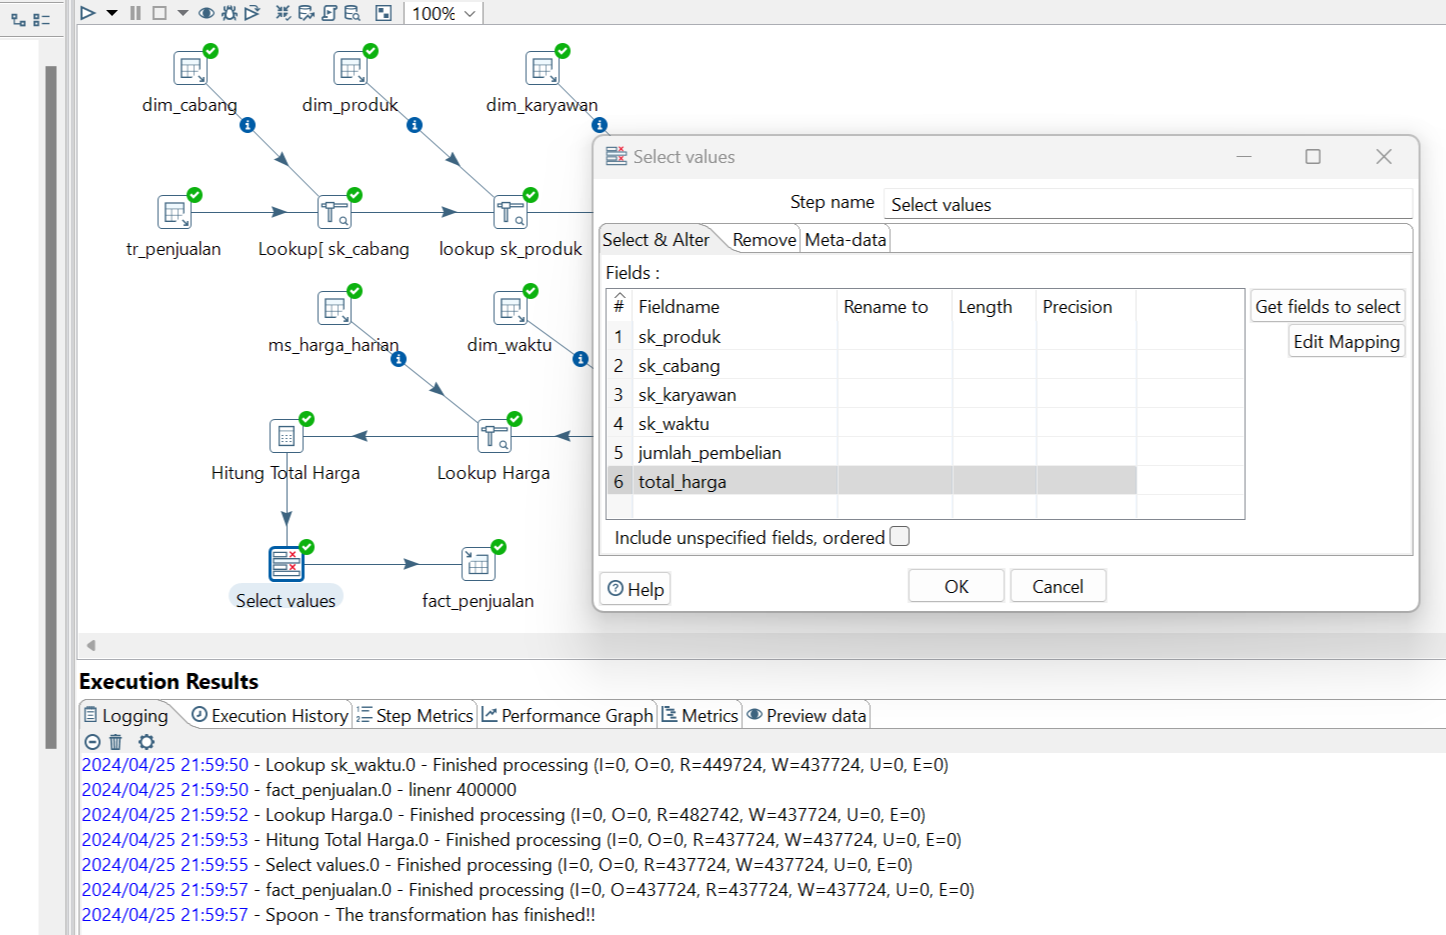 100%
dim_cabang
dim_produk
dim_karyawan
tr_penjualan
Lookup[ sk_cabang
lookup sk_produk
ms_harga_harian
dim_waktu
Hitung Total Harga
Lookup Harga
Select values
fact_penjualan
Select values
Step name Select values
Select & Alter Remove Meta-data
Fields :
# Fieldname Rename to Length Precision
1 sk_produk
2 sk_cabang
3 sk_karyawan
4 sk_waktu
5 jumlah_pembelian
6 total_harga
Get fields to select
Edit Mapping
Include unspecified fields, ordered
Help OK Cancel
Execution Results
Logging Execution History Step Metrics Performance Graph Metrics Preview data
2024/04/25 21:59:50 - Lookup sk_waktu.0 - Finished processing (I=0, O=0, R=449724, W=437724, U=0, E=0)
2024/04/25 21:59:50 - fact_penjualan.0 - linenr 400000
2024/04/25 21:59:52 - Lookup Harga.0 - Finished processing (I=0, O=0, R=482742, W=437724, U=0, E=0)
2024/04/25 21:59:53 - Hitung Total Harga.0 - Finished processing (I=0, O=0, R=437724, W=437724, U=0, E=0)
2024/04/25 21:59:55 - Select values.0 - Finished processing (I=0, O=0, R=437724, W=437724, U=0, E=0)
2024/04/25 21:59:57 - fact_penjualan.0 - Finished processing (I=0, O=437724, R=437724, W=437724, U=0, E=0)
2024/04/25 21:59:57 - Spoon - The transformation has finished!!